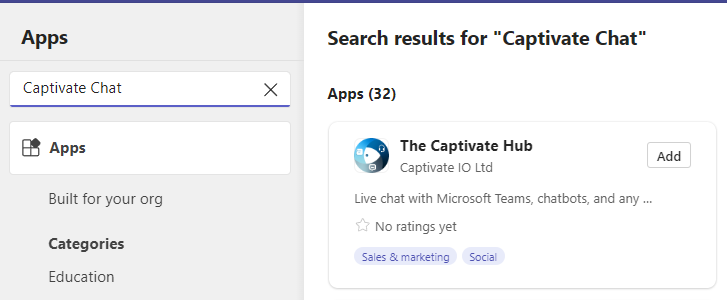 Apps
Captivate Chat
Apps
Built for your org
Categories
Education
Search results for "Captivate Chat"
Apps (32)
The Captivate Hub
Captivate IO Ltd
Add
Live chat with Microsoft Teams, chatbots, and any ...
No ratings yet
Sales & marketing
Social